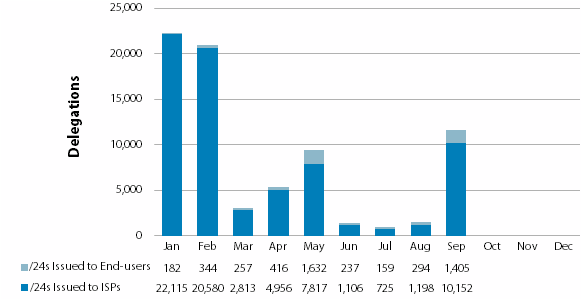 25,000
20,000
15,000
10,000
5,000
0
Delegations
Jan Feb Mar Apr May Jun Jul Aug Sep Oct Nov Dec
/24s Issued to End-users 182 344 257 416 1,632 237 159 294 1,405
/24s Issued to ISPs 22,115 20,580 2,813 4,956 7,817 1,106 725 1,198 10,152